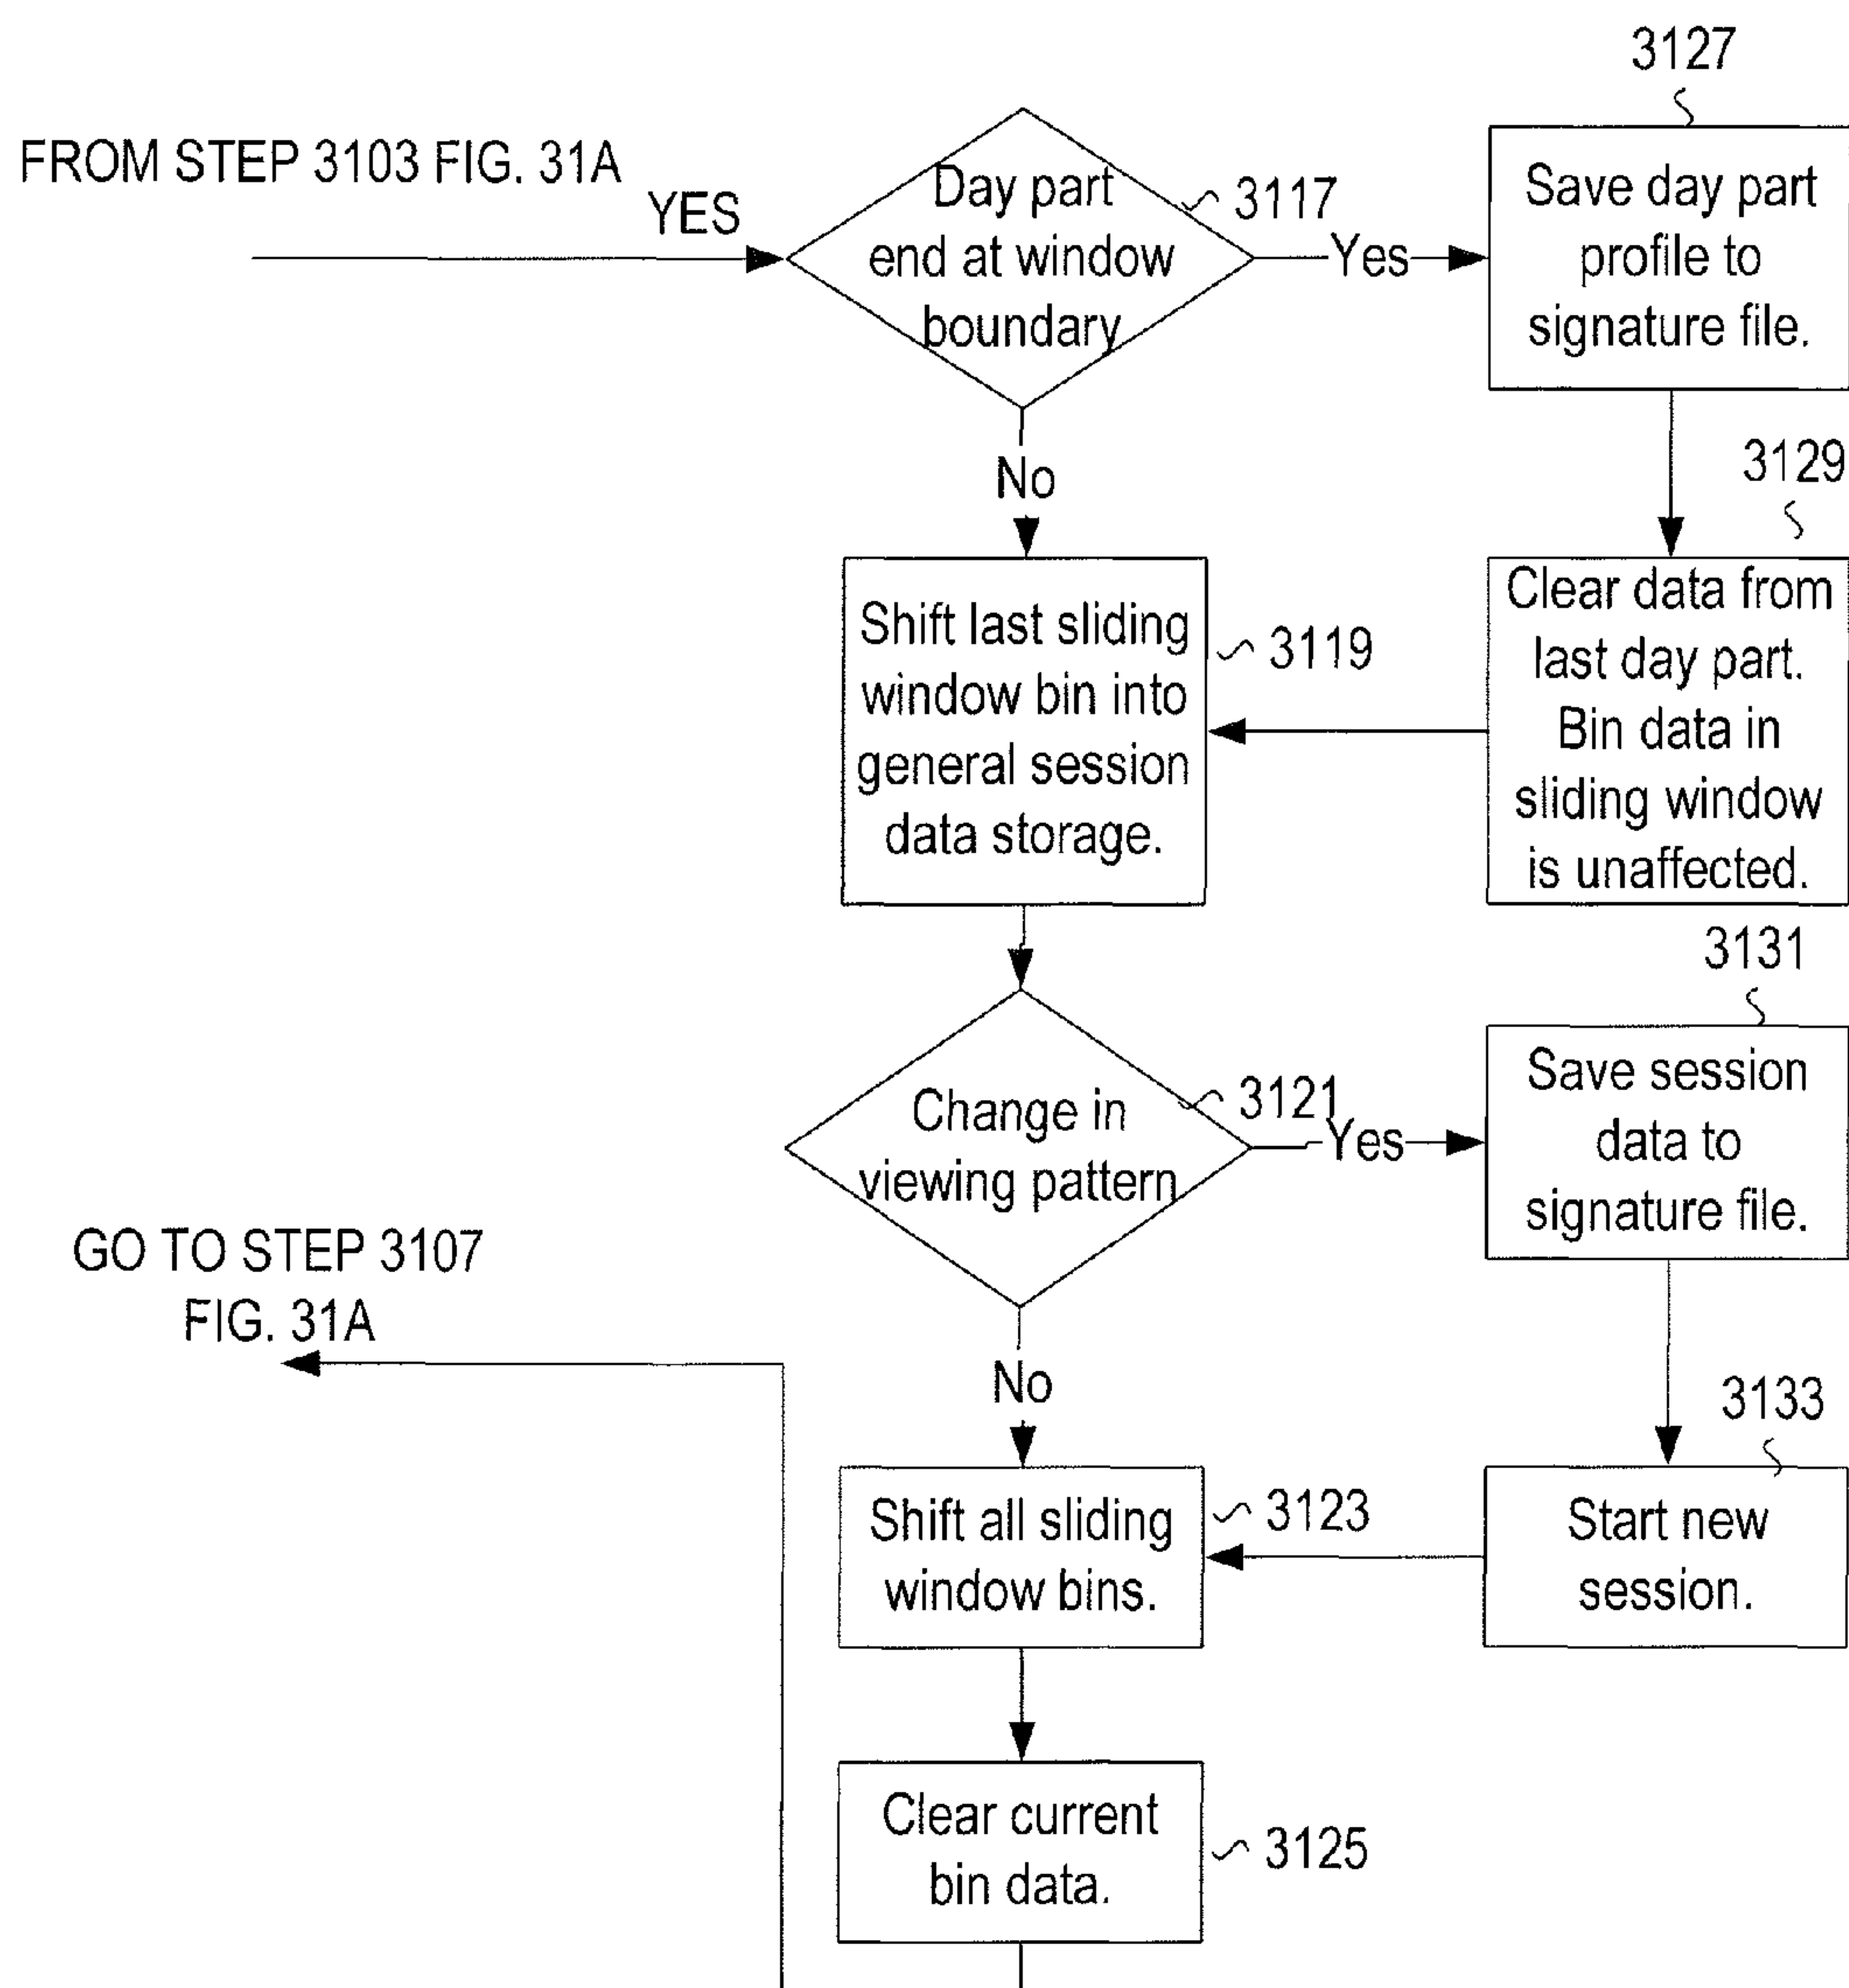 3127
FROM STEP 3103 FIG. 31A
YES
Day part
end at window
boundary
3117
Yes
Save day part
profile to
signature file.
No
3129
Shift last sliding
window bin into
general session
data storage.
3119
Clear data from
last day part.
Bin data in
sliding window
is unaffected.
3131
Change in
viewing pattern
3121
Yes
Save session
data to
signature file.
GO TO STEP 3107
FIG. 31A
No
3133
Shift all sliding
window bins.
3123
Start new
session.
Clear current
bin data.
3125